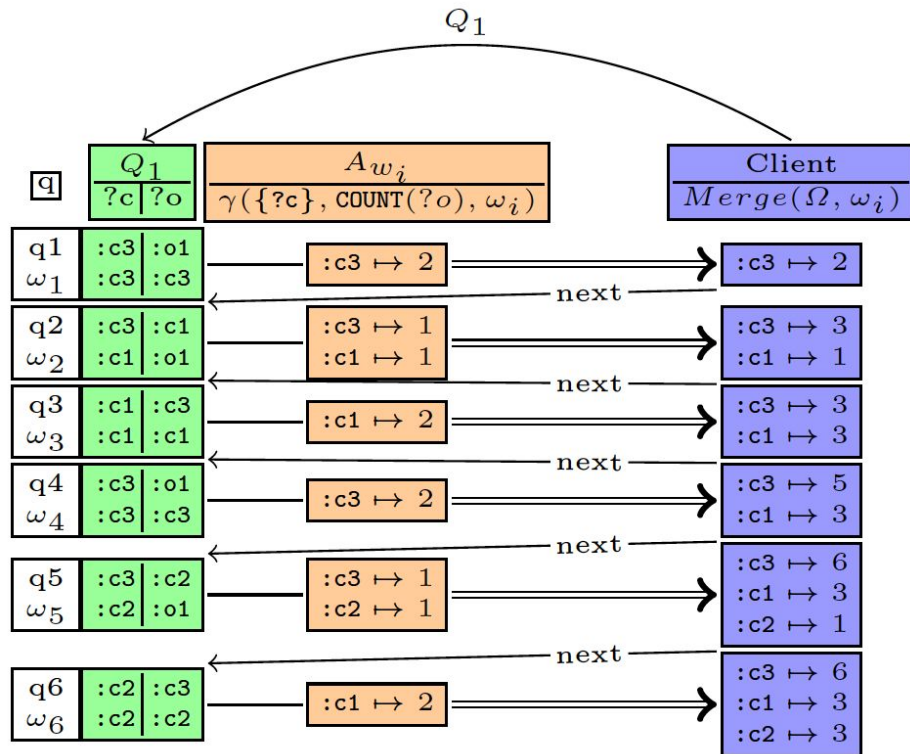 Q1
q
Q1
?c ?o
A_wi
γ({?c}, COUNT(?o), ωi)
Client
Merge(Ω, ωi)
q1
ω1
:c3 :o1
:c3 :c3
:c3 ↦ 2
:c3 ↦ 2
next
q2
ω2
:c3 :c1
:c1 :o1
:c3 ↦ 1
:c1 ↦ 1
:c3 ↦ 3
:c1 ↦ 1
next
q3
ω3
:c1 :c3
:c1 :c1
:c1 ↦ 2
:c3 ↦ 3
:c1 ↦ 3
next
q4
ω4
:c3 :o1
:c3 :c3
:c3 ↦ 2
:c3 ↦ 5
:c1 ↦ 3
next
q5
ω5
:c3 :c2
:c2 :o1
:c3 ↦ 1
:c2 ↦ 1
:c3 ↦ 6
:c1 ↦ 3
:c2 ↦ 1
next
q6
ω6
:c2 :c3
:c2 :c2
:c1 ↦ 2
:c3 ↦ 6
:c1 ↦ 3
:c2 ↦ 3